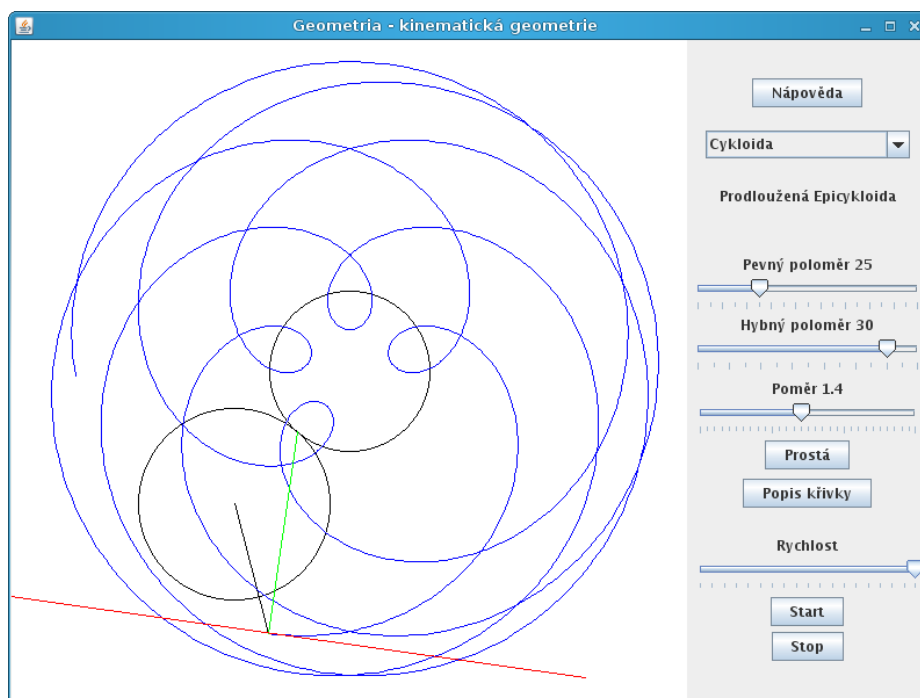 Geometria - kinematická geometrie
Nápověda
Cykloida
Prodloužená Epicykloida
Pevný poloměr 25
Hybný poloměr 30
Poměr 1.4
Prostá
Popis křivky
Rychlost
Start
Stop